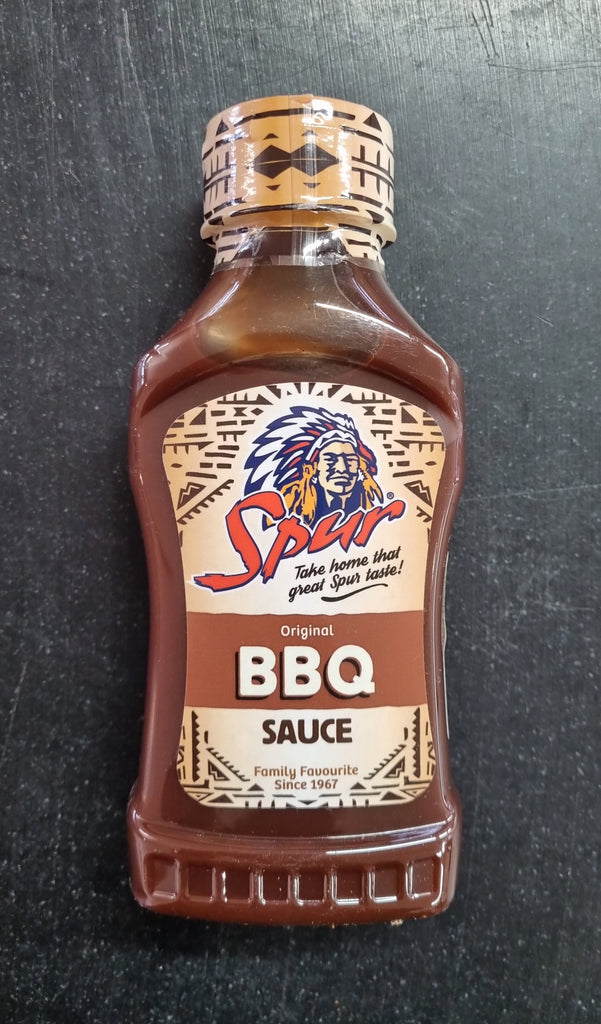 Spur®
Take home that
great Spur taste!
Original
BBQ
SAUCE
Family Favourite
Since 1967